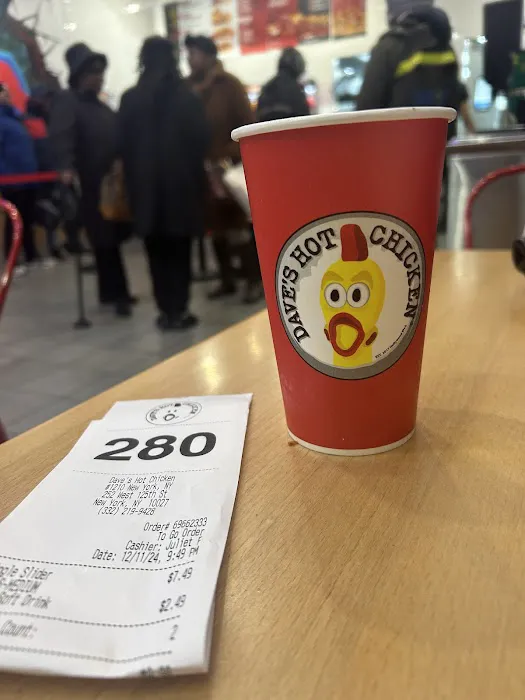 DAVE'S HOT CHICKEN
280
Dave's Hot Chicken
#1210 New York, NY
252 West 125th St
New York, NY 10027
(332) 219-9428
Order# 69662333
To Go Order
Cashier: Juliet F
Date: 12/11/24, 9:49 PM
Slider $7.49
MEDIUM
Soft Drink $2.49
Count: 2